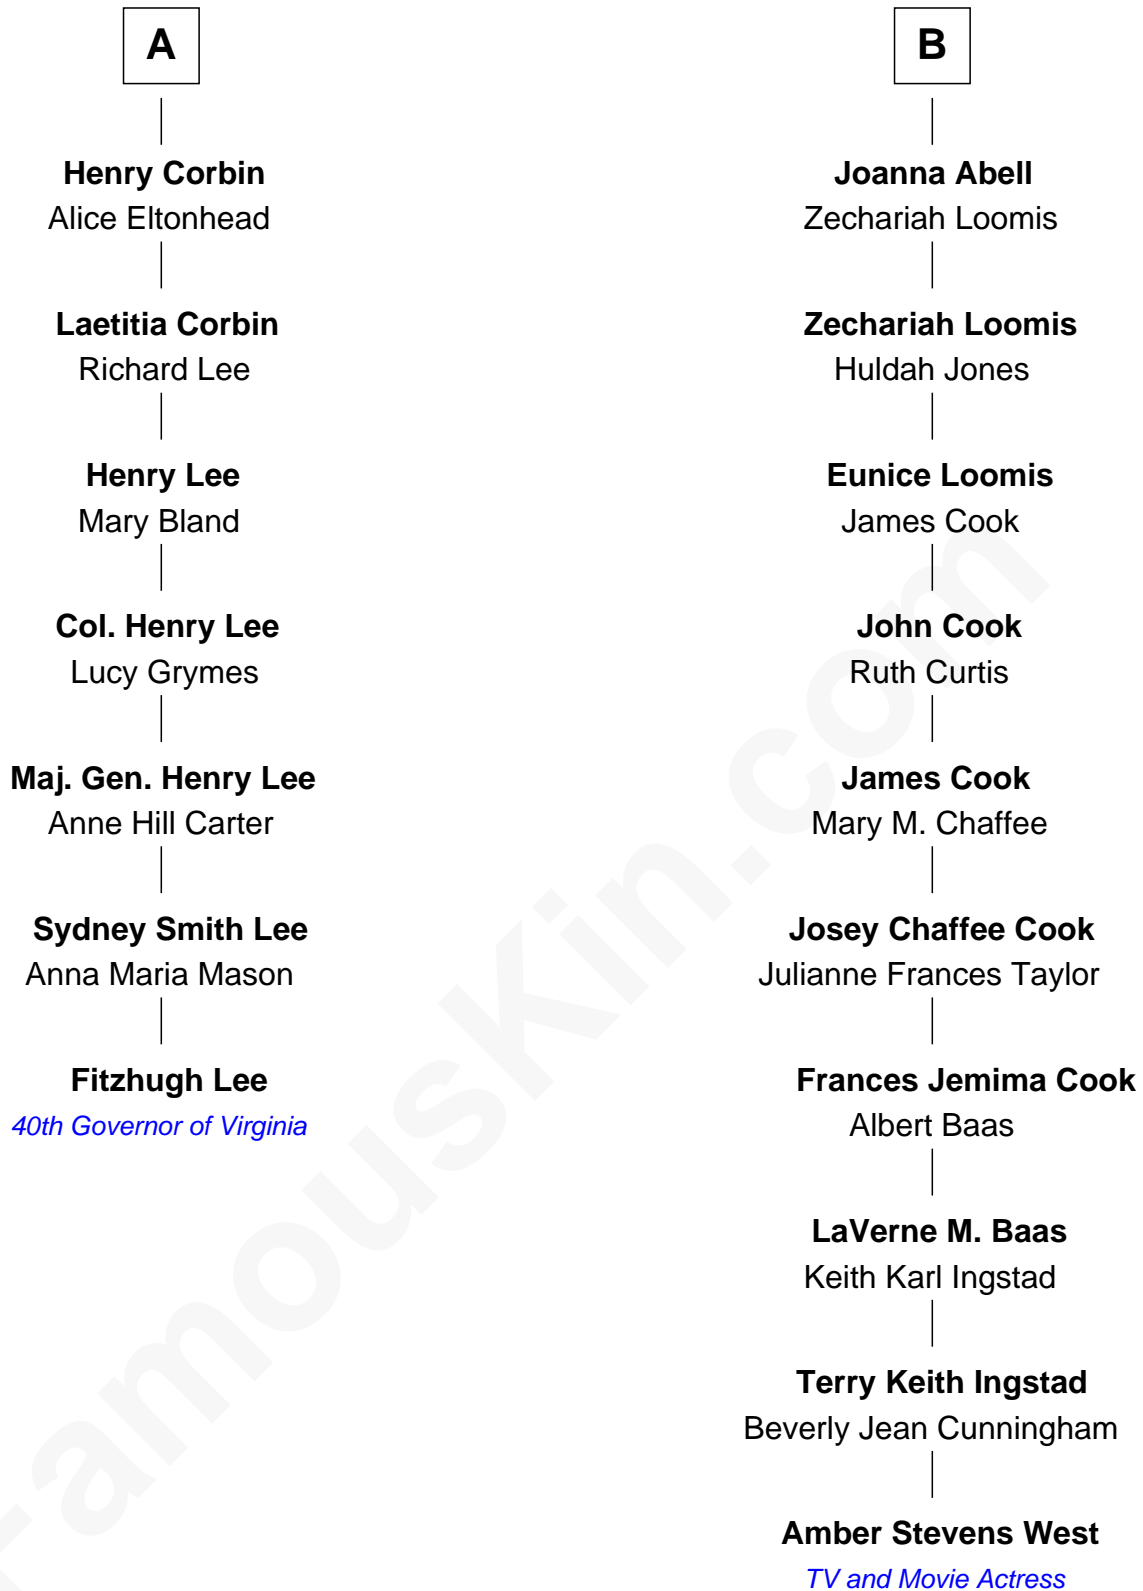 A
Henry Corbin
Alice Eltonhead
Laetitia Corbin
Richard Lee
Henry Lee
Mary Bland
Col. Henry Lee
Lucy Grymes
Maj. Gen. Henry Lee
Anne Hill Carter
Sydney Smith Lee
Anna Maria Mason
Fitzhugh Lee
40th Governor of Virginia
B
Joanna Abell
Zechariah Loomis
Zechariah Loomis
Huldah Jones
Eunice Loomis
James Cook
John Cook
Ruth Curtis
James Cook
Mary M. Chaffee
Josey Chaffee Cook
Julianne Frances Taylor
Frances Jemima Cook
Albert Baas
LaVerne M. Baas
Keith Karl Ingstad
Terry Keith Ingstad
Beverly Jean Cunningham
Amber Stevens West
TV and Movie Actress
FamousKin.com